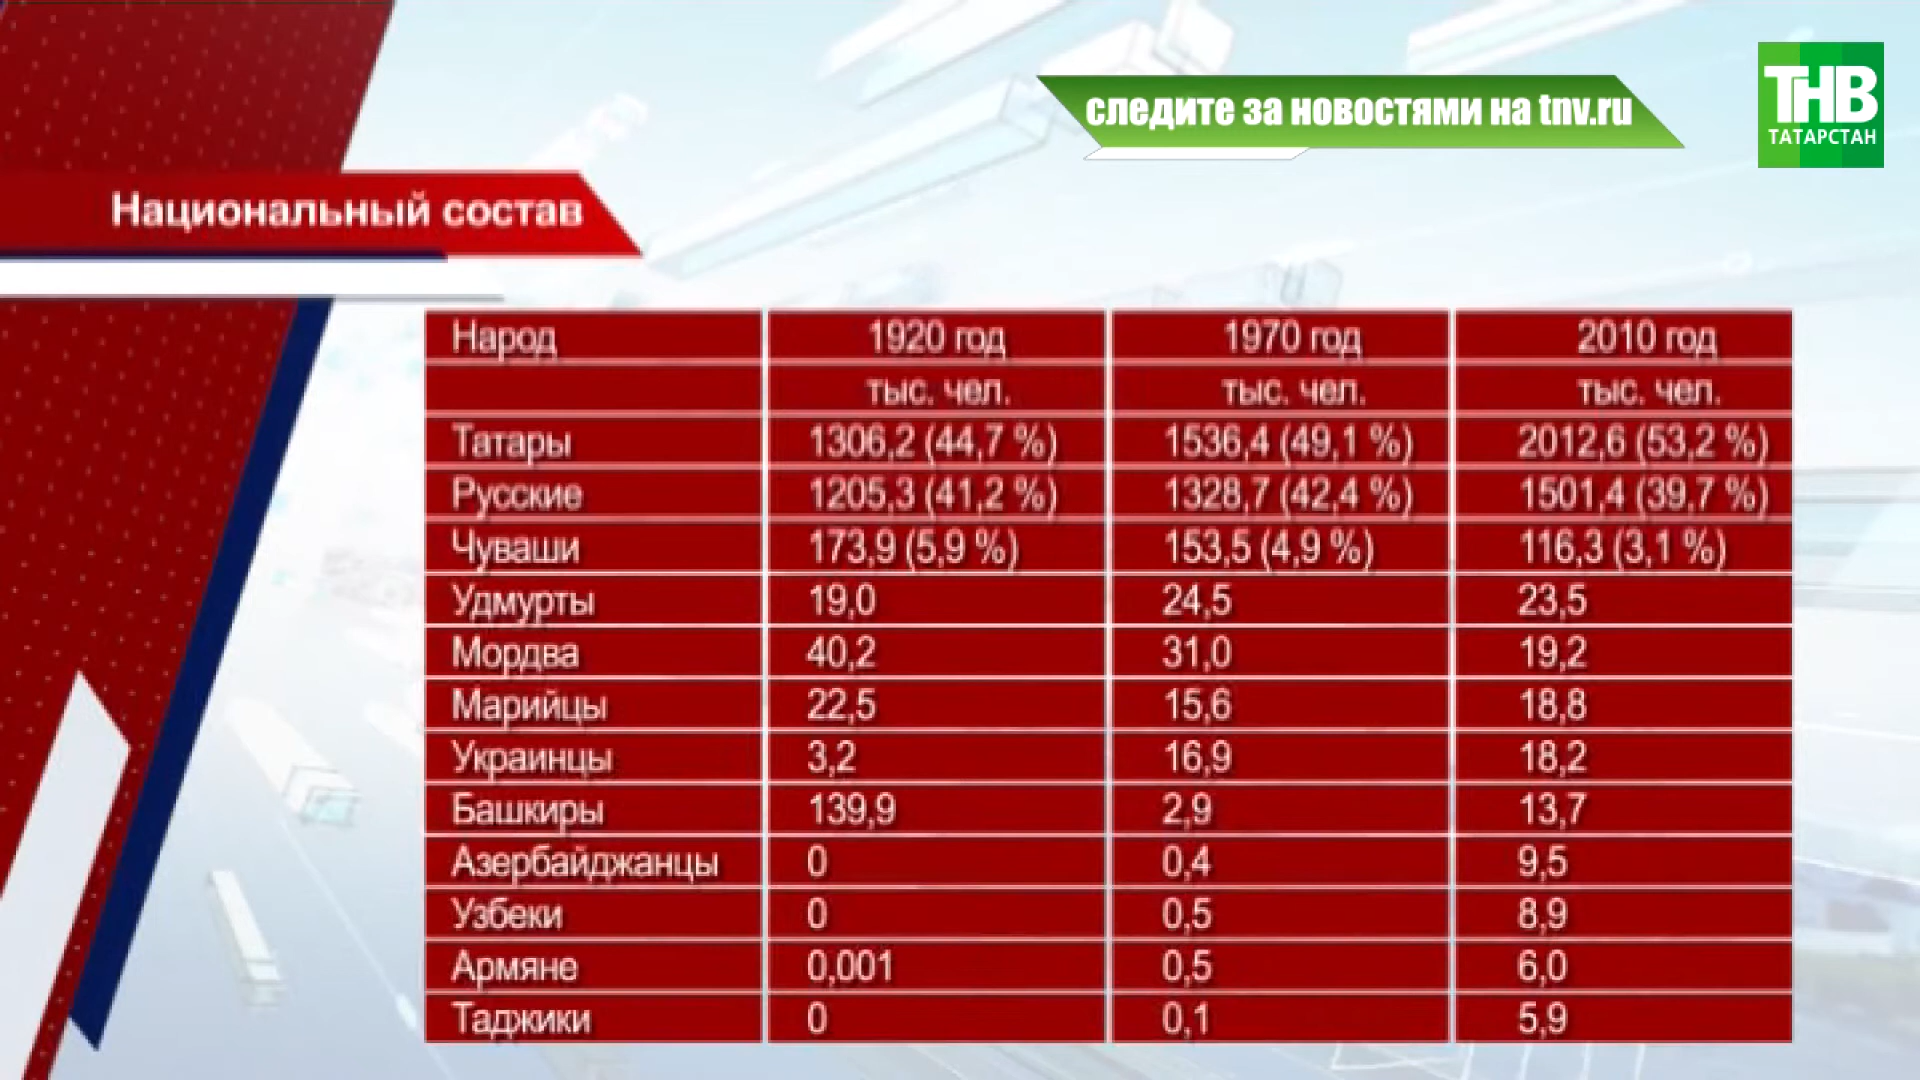 следите за новостями на tnv.ru
ТНВ
ТАТАРСТАН
Национальный состав
Народ 1920 год 1970 год 2010 год
тыс. чел. тыс. чел. тыс. чел.
Татары 1306,2 (44,7 %) 1536,4 (49,1 %) 2012,6 (53,2 %)
Русские 1205,3 (41,2 %) 1328,7 (42,4 %) 1501,4 (39,7 %)
Чуваши 173,9 (5,9 %) 153,5 (4,9 %) 116,3 (3,1 %)
Удмурты 19,0 24,5 23,5
Мордва 40,2 31,0 19,2
Марийцы 22,5 15,6 18,8
Украинцы 3,2 16,9 18,2
Башкиры 139,9 2,9 13,7
Азербайджанцы 0 0,4 9,5
Узбеки 0 0,5 8,9
Армяне 0,001 0,5 6,0
Таджики 0 0,1 5,9